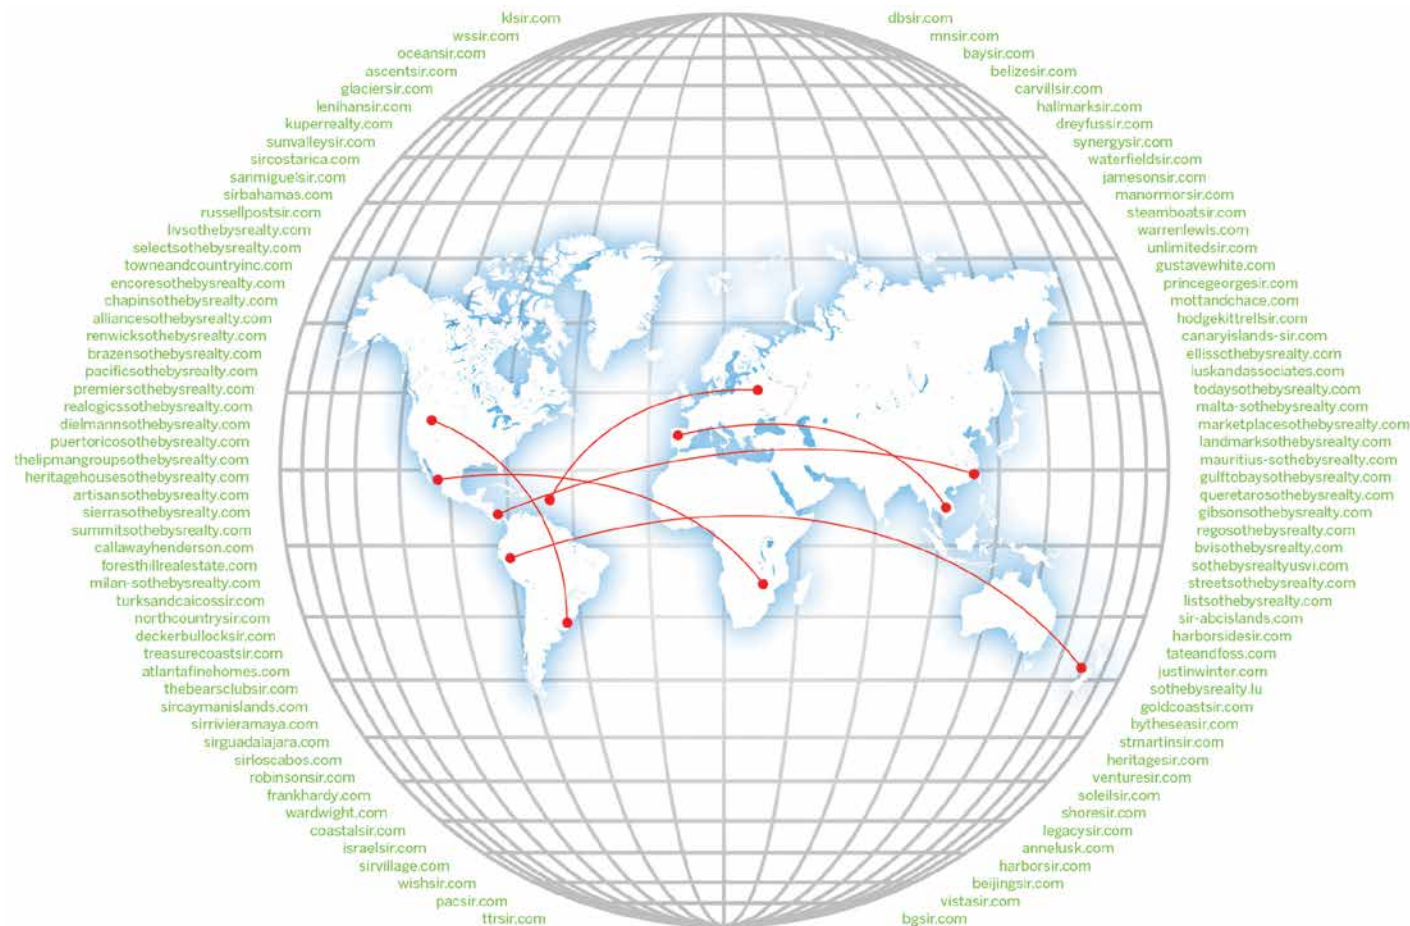 klsir.com
wssir.com
oceansir.com
ascentsir.com
glaciersir.com
lenihansir.com
kuperrealty.com
sunvalleysir.com
sircostarica.com
sanmiguelsir.com
sirbahamas.com
russellpostsir.com
livsothebysrealty.com
selectsothebysrealty.com
towneandcountryinc.com
encoresothebysrealty.com
chapinsothebysrealty.com
alliancesothebysrealty.com
renwicksothebysrealty.com
brazensothebysrealty.com
pacificsothebysrealty.com
premiersothebysrealty.com
realogicssothebysrealty.com
dielmannsothebysrealty.com
puertoricosothebysrealty.com
thelipmangroupsothebysrealty.com
heritagehousesothebysrealty.com
artisansothebysrealty.com
sierrasothebysrealty.com
summitsothebysrealty.com
callawayhenderson.com
foresthillrealestate.com
milan-sothebysrealty.com
turksandcaicossir.com
northcountrysir.com
deckerbullocksir.com
treasurecoastsir.com
atlantafinehomes.com
thebearsclubsir.com
sircaymanislands.com
sirrivieramaya.com
sirguadalajara.com
sirloscabos.com
robinsonsir.com
frankhardy.com
wardwight.com
coastalsir.com
israelsir.com
sirvillage.com
wishsir.com
pacsir.com
ttrsir.com
dbsir.com
mnsir.com
baysir.com
belizesir.com
carvillsir.com
hallmarksir.com
dreyfussir.com
synergysir.com
waterfieldsir.com
jamesonsir.com
manormorsir.com
steamboatsir.com
warrenlewis.com
unlimitedsir.com
gustavewhite.com
princegeorgesir.com
mottandchace.com
hodgekittrellsir.com
canaryislands-sir.com
ellissothebysrealty.com
luskandassociates.com
todaysothebysrealty.com
malta-sothebysrealty.com
marketplacesothebysrealty.com
landmarksothebysrealty.com
mauritius-sothebysrealty.com
gulftobaysothebysrealty.com
queretarosothebysrealty.com
gibsonsothebysrealty.com
regosothebysrealty.com
bvisothebysrealty.com
sothebysrealtyusvi.com
streetsothebysrealty.com
listsothebysrealty.com
sir-abcislands.com
harborsidesir.com
tateandfoss.com
justinwinter.com
sothebysrealty.lu
goldcoastsir.com
bytheseasir.com
stmartinsir.com
heritagesir.com
venturesir.com
soleilsir.com
shoresir.com
legacysir.com
annelusk.com
harborsir.com
beijingsir.com
vistasir.com
bgsir.com